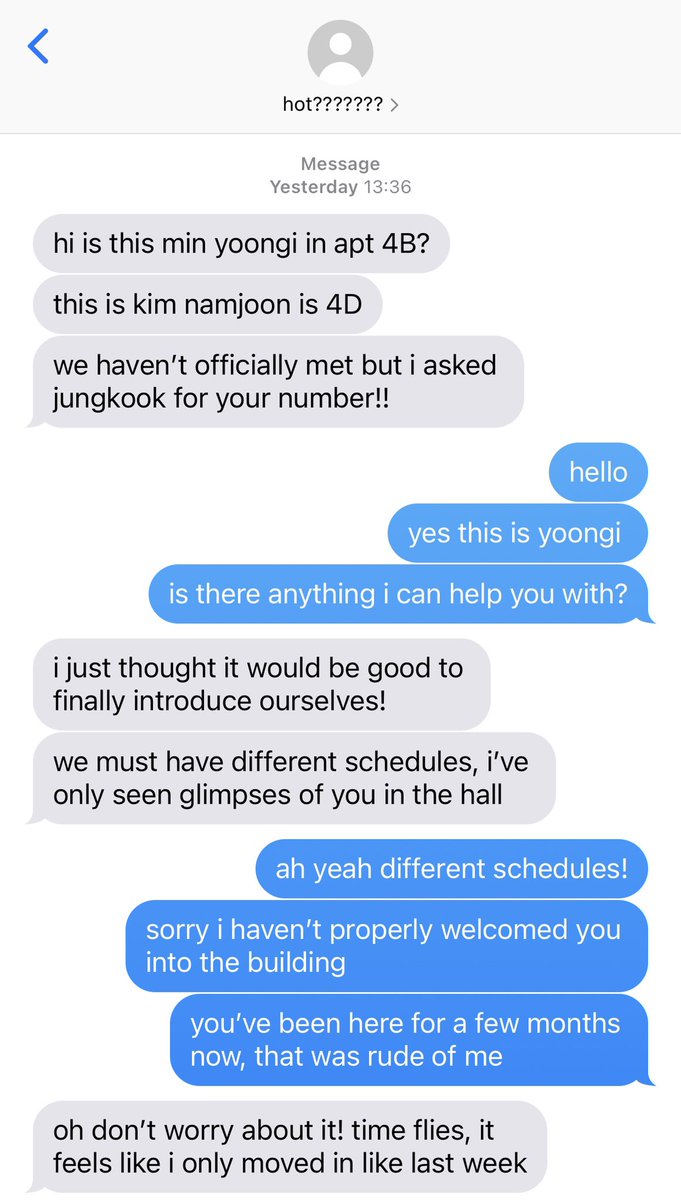 hot???????
Message
Yesterday 13:36
hi is this min yoongi in apt 4B?
this is kim namjoon is 4D
we haven’t officially met but i asked
jungkook for your number!!
hello
yes this is yoongi
is there anything i can help you with?
i just thought it would be good to
finally introduce ourselves!
we must have different schedules, i’ve
only seen glimpses of you in the hall
ah yeah different schedules!
sorry i haven’t properly welcomed you
into the building
you’ve been here for a few months
now, that was rude of me
oh don’t worry about it! time flies, it
feels like i only moved in like last week